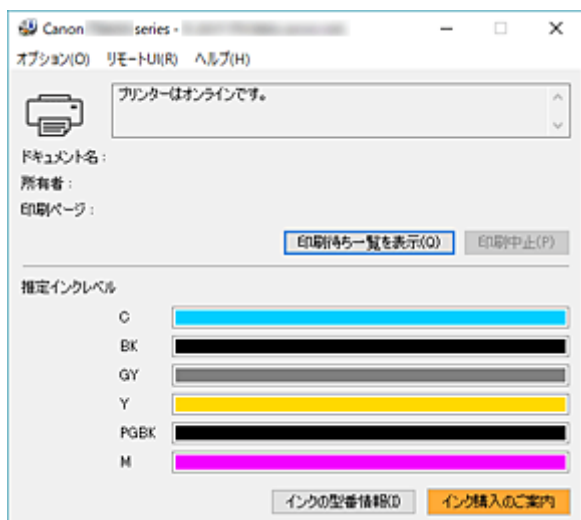 Canon series -
オプション(O) リモートUI(R) ヘルプ(H)
プリンターはオンラインです。
ドキュメント名 :
所有者 :
印刷ページ :
印刷待ち一覧を表示(Q) 印刷中止(P)
推定インクレベル
C
BK
GY
Y
PGBK
M
インクの型番情報(I) インク購入のご案内